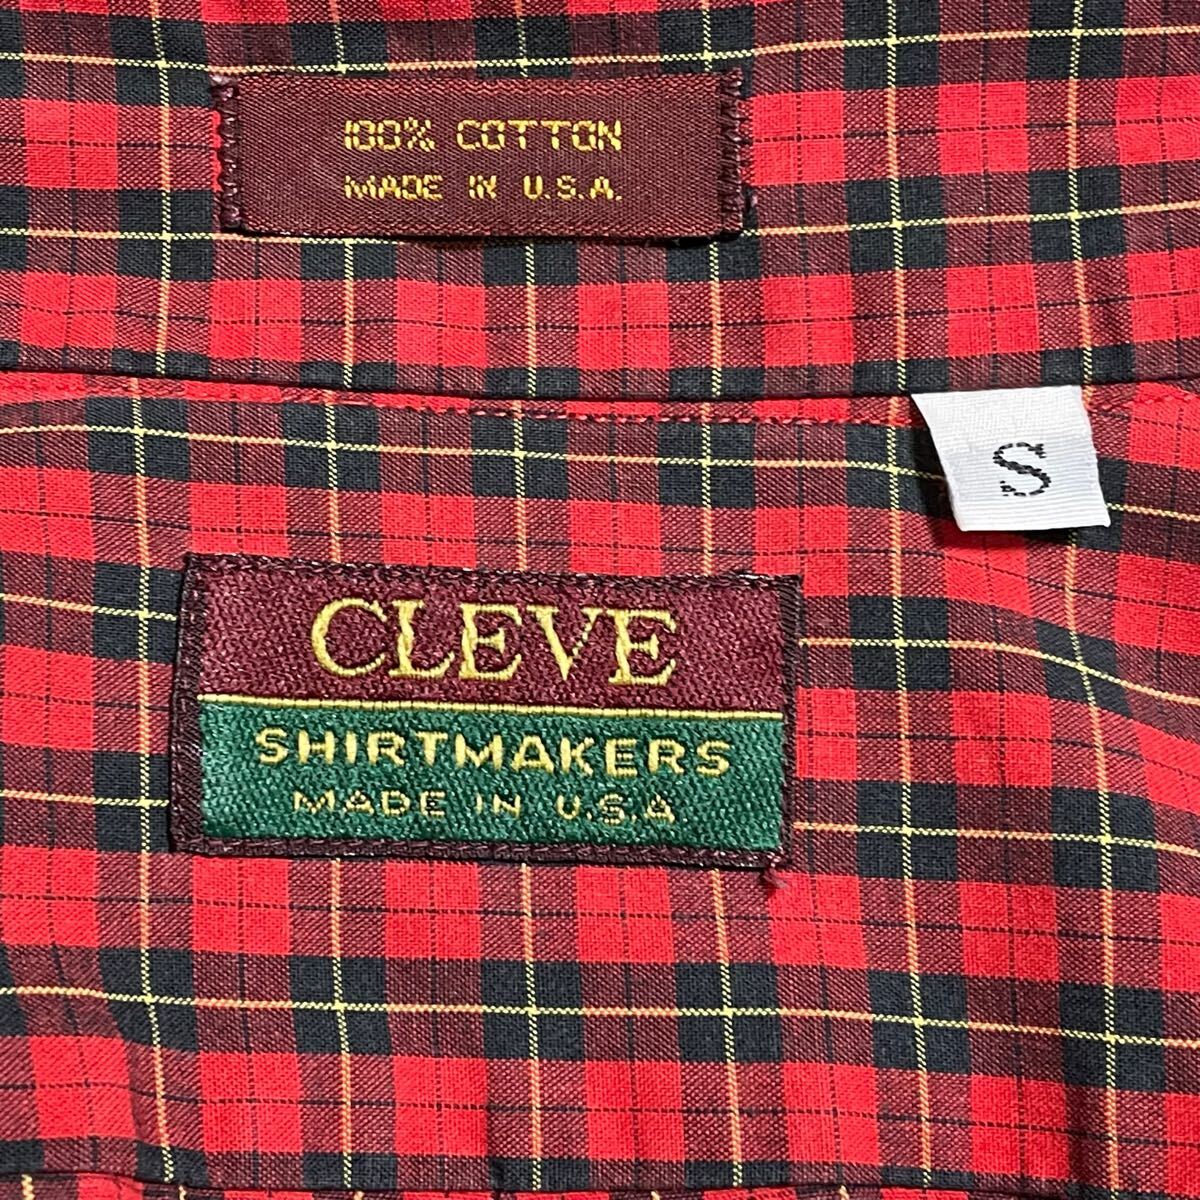 100% COTTON
MADE IN U.S.A.
S
CLEVE
SHIRTMAKERS
MADE IN U.S.A